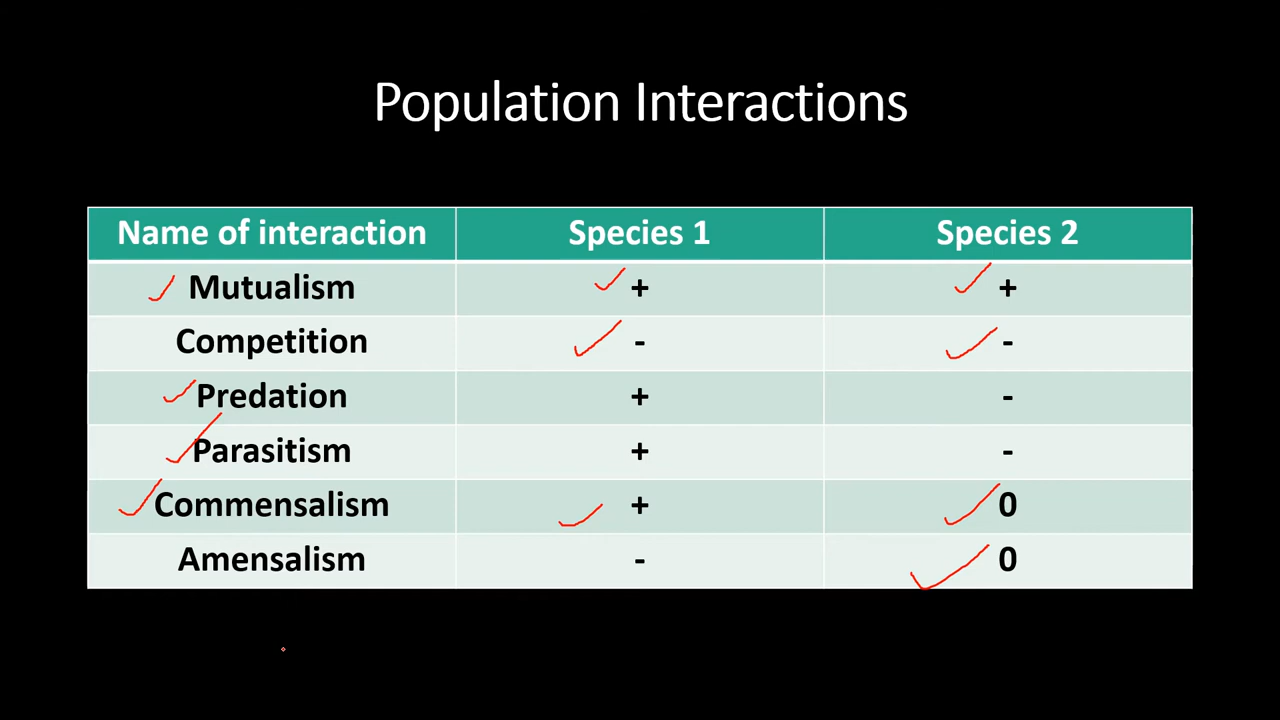 Population Interactions
Name of interaction Species 1 Species 2
Mutualism + +
Competition - -
Predation + -
Parasitism + -
Commensalism + 0
Amensalism - 0